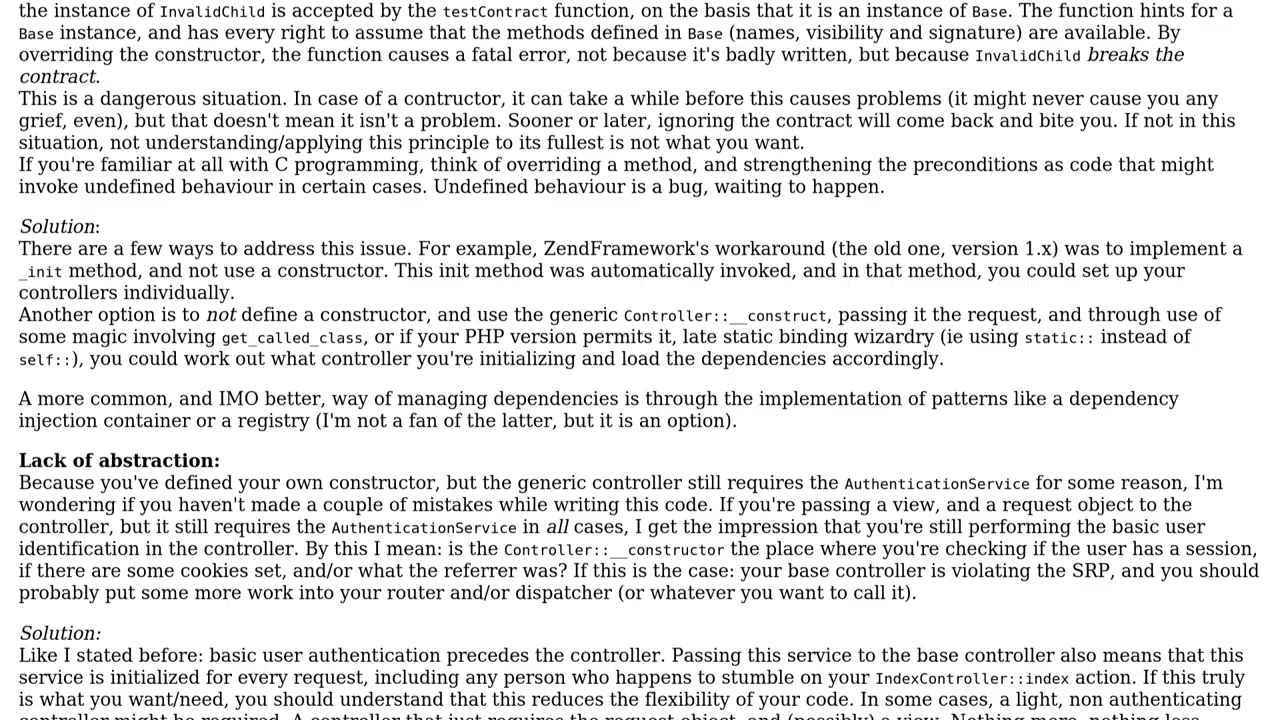 the instance of InvalidChild is accepted by the testContract function, on the basis that it is an instance of Base. The function hints for a
Base instance, and has every right to assume that the methods defined in Base (names, visibility and signature) are available. By
overriding the constructor, the function causes a fatal error, not because it's badly written, but because InvalidChild breaks the
contract.
This is a dangerous situation. In case of a contructor, it can take a while before this causes problems (it might never cause you any
grief, even), but that doesn't mean it isn't a problem. Sooner or later, ignoring the contract will come back and bite you. If not in this
situation, not understanding/applying this principle to its fullest is not what you want.
If you're familiar at all with C programming, think of overriding a method, and strengthening the preconditions as code that might
invoke undefined behaviour in certain cases. Undefined behaviour is a bug, waiting to happen.
Solution:
There are a few ways to address this issue. For example, ZendFramework's workaround (the old one, version 1.x) was to implement a
_init method, and not use a constructor. This init method was automatically invoked, and in that method, you could set up your
controllers individually.
Another option is to not define a constructor, and use the generic Controller::__construct, passing it the request, and through use of
some magic involving get_called_class, or if your PHP version permits it, late static binding wizardry (ie using static:: instead of
self::), you could work out what controller you're initializing and load the dependencies accordingly.
A more common, and IMO better, way of managing dependencies is through the implementation of patterns like a dependency
injection container or a registry (I'm not a fan of the latter, but it is an option).
Lack of abstraction:
Because you've defined your own constructor, but the generic controller still requires the AuthenticationService for some reason, I'm
wondering if you haven't made a couple of mistakes while writing this code. If you're passing a view, and a request object to the
controller, but it still requires the AuthenticationService in all cases, I get the impression that you're still performing the basic user
identification in the controller. By this I mean: is the Controller::__constructor the place where you're checking if the user has a session,
if there are some cookies set, and/or what the referrer was? If this is the case: your base controller is violating the SRP, and you should
probably put some more work into your router and/or dispatcher (or whatever you want to call it).
Solution:
Like I stated before: basic user authentication precedes the controller. Passing this service to the base controller also means that this
service is initialized for every request, including any person who happens to stumble on your IndexController::index action. If this truly
is what you want/need, you should understand that this reduces the flexibility of your code. In some cases, a light, non authenticating
controller might be required. A controller that just requires the request object, and (possibly) a view. Nothing more, nothing less.